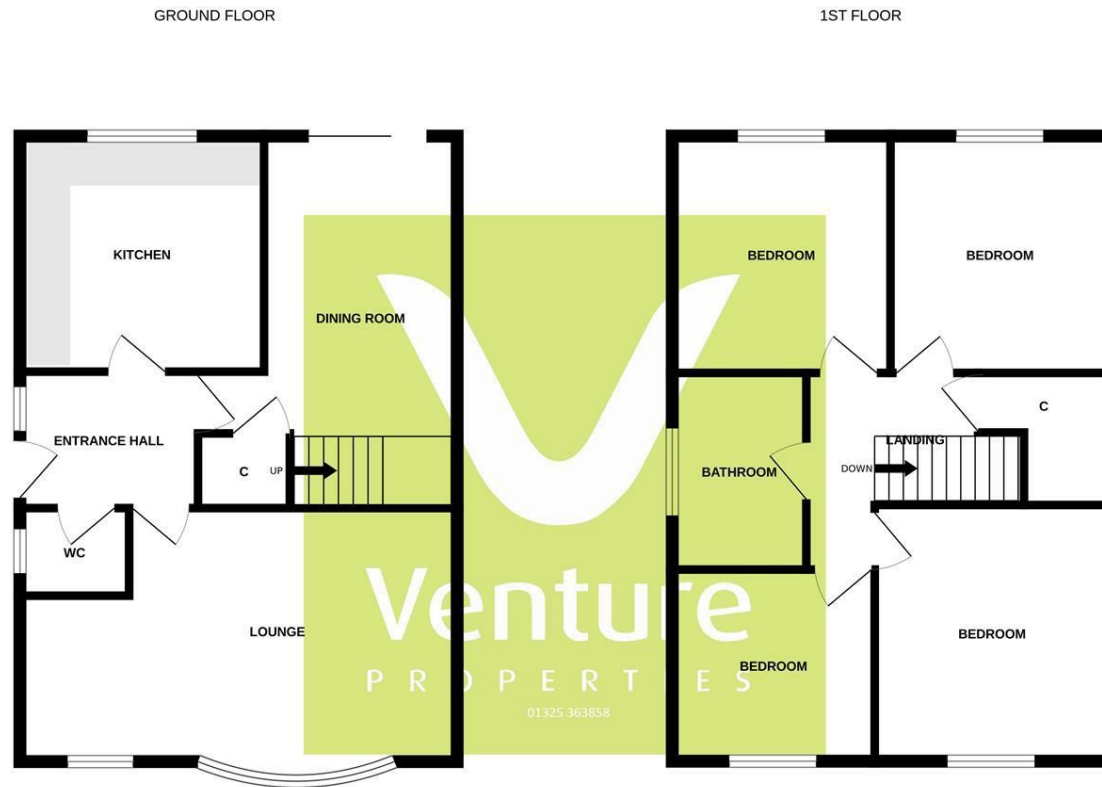 GROUND FLOOR
1ST FLOOR
KITCHEN
DINING ROOM
ENTRANCE HALL
C
UP
WC
LOUNGE
BEDROOM
BEDROOM
C
LANDING
BATHROOM
DOWN
BEDROOM
BEDROOM
Venture
PROPERTIES
01325 363858